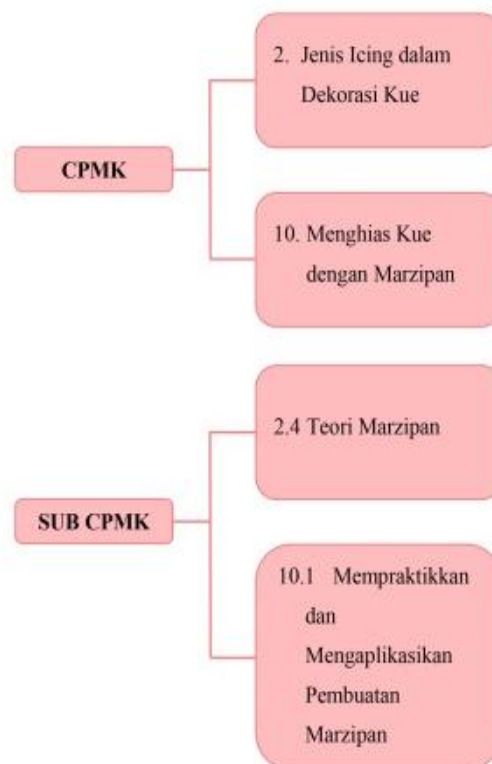 2. Jenis Icing dalam
Dekorasi Kue
CPMK
10. Menghias Kue
dengan Marzipan
2.4 Teori Marzipan
SUB CPMK
10.1 Mempraktikkan
dan
Mengaplikasikan
Pembuatan
Marzipan